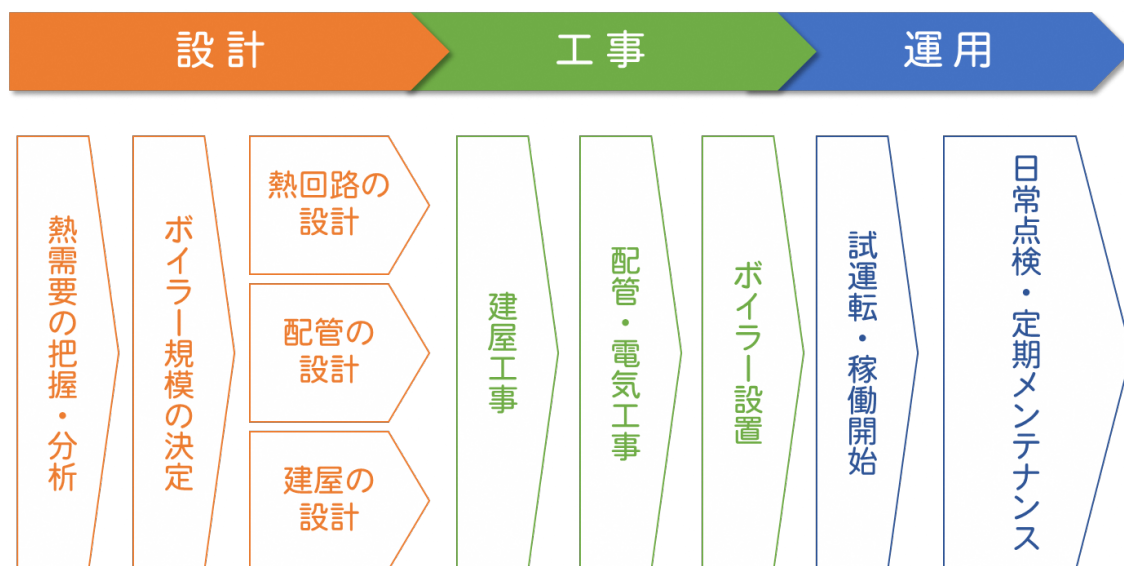 設計
工事
運用
熱需要の把握・分析
ボイラー規模の決定
熱回路の
設計
配管の
設計
建屋の
設計
建屋工事
配管・電気工事
ボイラー設置
試運転・稼働開始
日常点検・定期メンテナンス